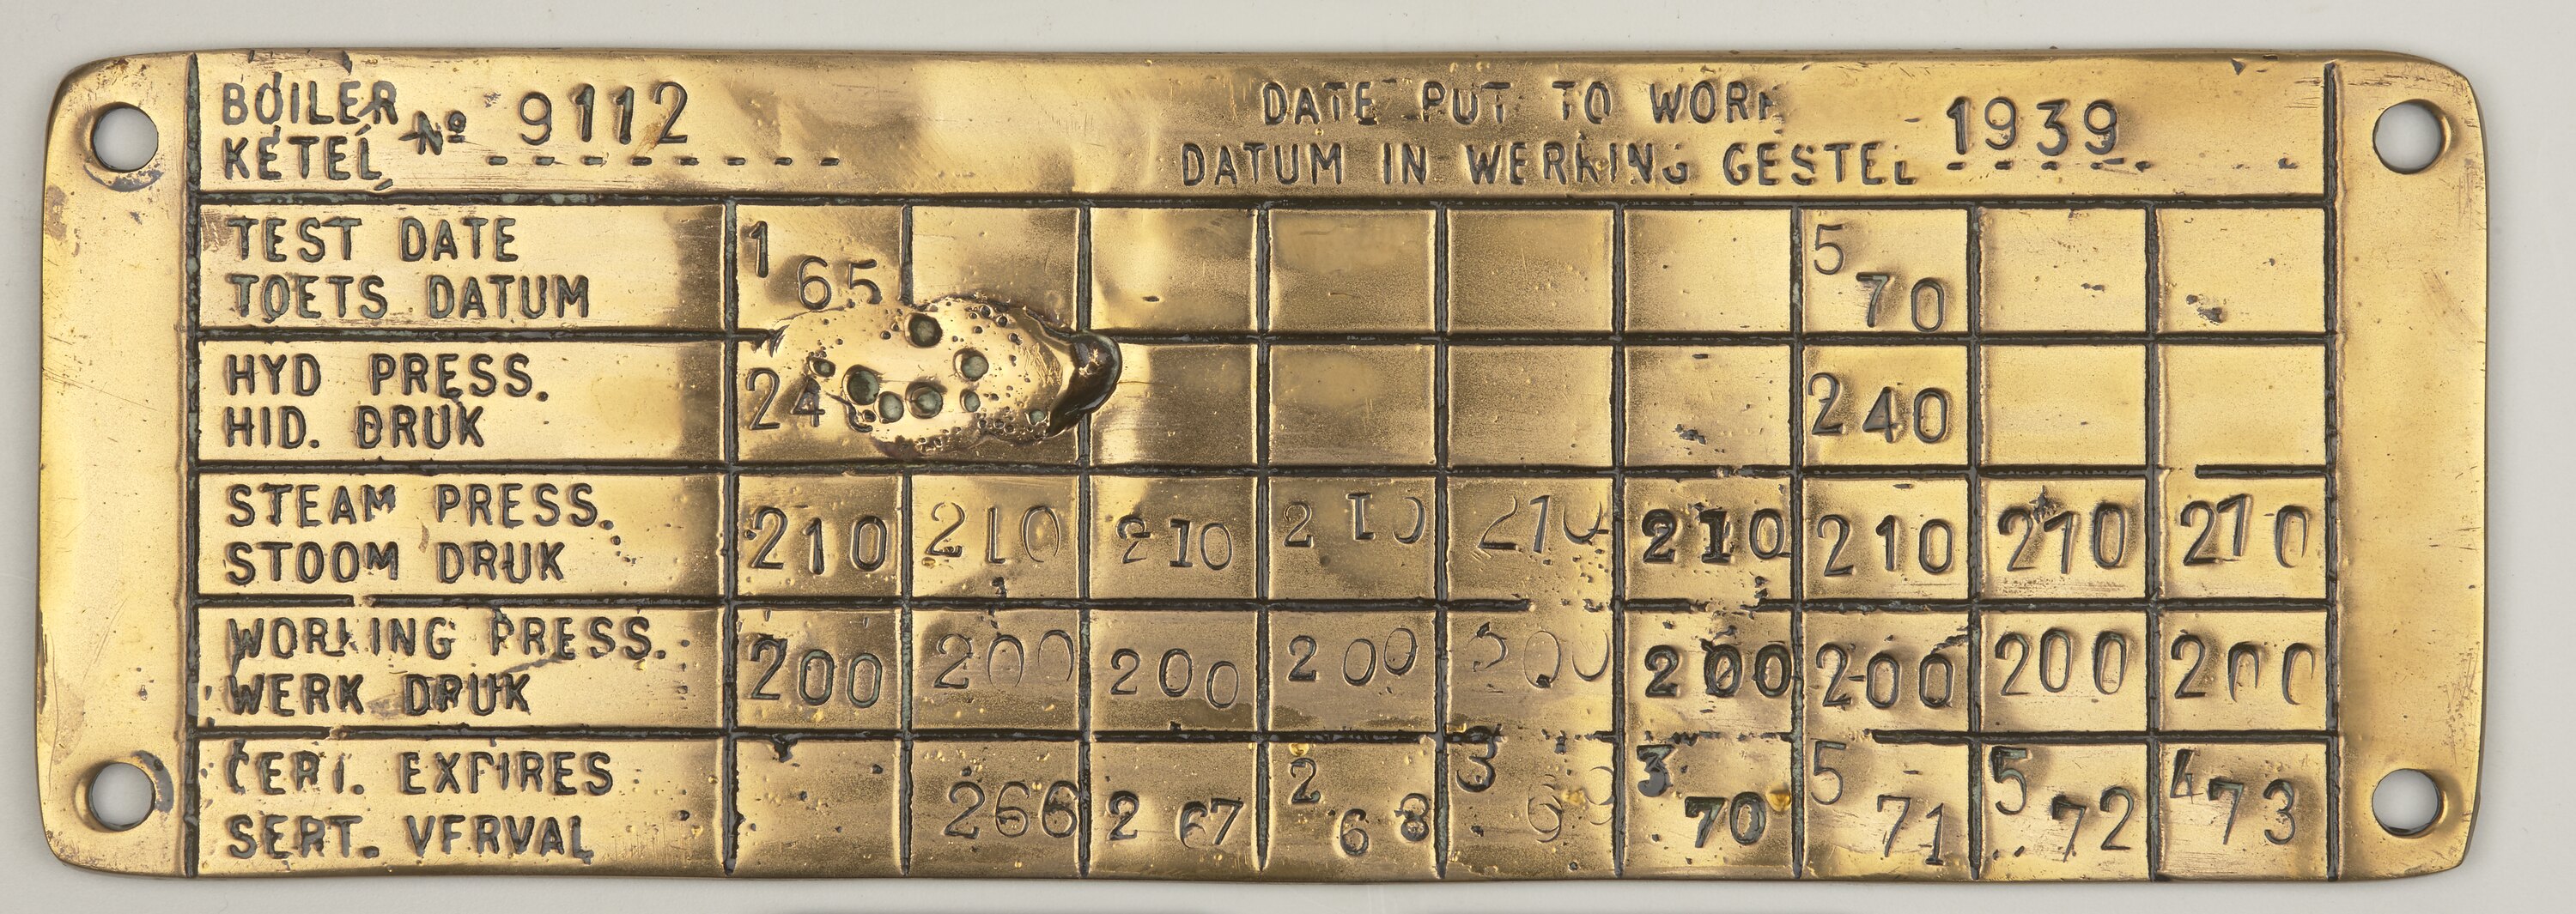 BOILER
KETEL Nº 9112
DATE PUT TO WORK
DATUM IN WERKING GESTEL 1939
TEST DATE
TOETS DATUM
1 65
5 70
HYD PRESS.
HID. DRUK
240
STEAM PRESS.
STOOM DRUK
210 210 210 210 210 210 210 210 210
WORKING PRESS.
WERK DRUK
200 200 200 200 200 200 200 200 200
CERT. EXPIRES
SERT. VERVAL
266 2 67 2 68 3 3 70 5 71 5 72 4 73